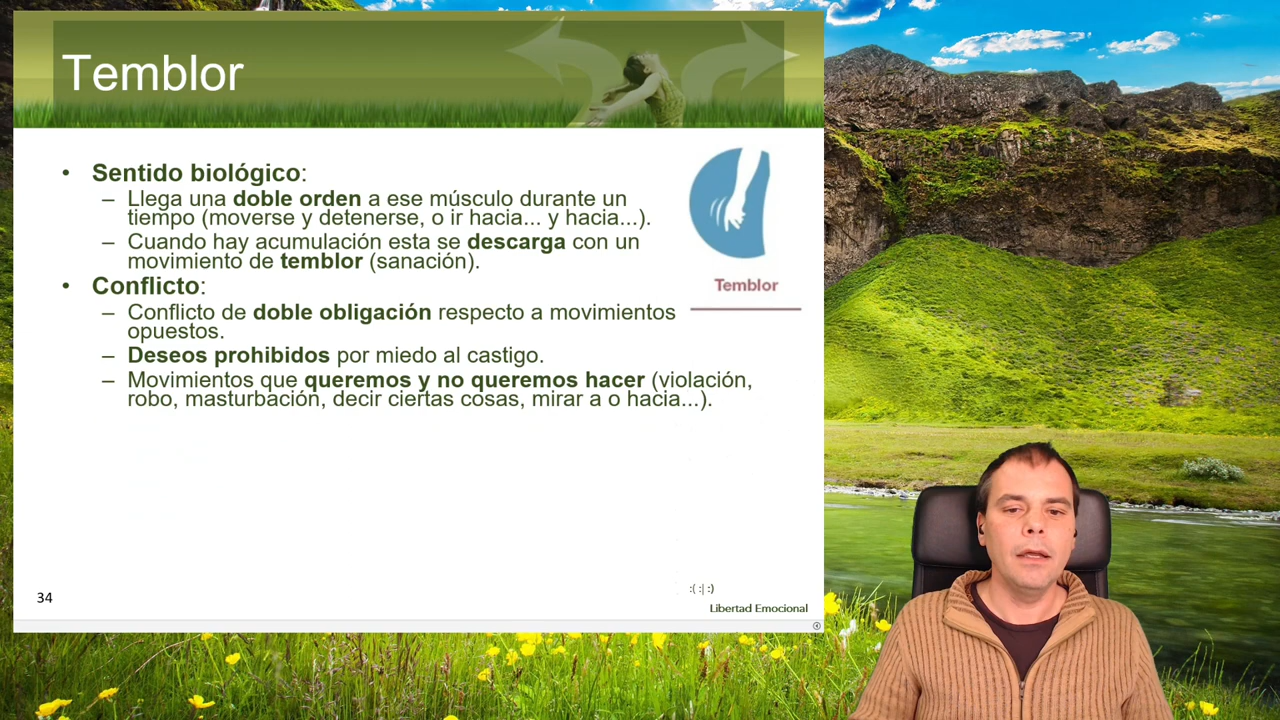 Temblor
• Sentido biológico:
– Llega una doble orden a ese músculo durante un
tiempo (moverse y detenerse, o ir hacia... y hacia...).
– Cuando hay acumulación esta se descarga con un
movimiento de temblor (sanación).
Temblor
• Conflicto:
– Conflicto de doble obligación respecto a movimientos
opuestos.
– Deseos prohibidos por miedo al castigo.
– Movimientos que queremos y no queremos hacer (violación,
robo, masturbación, decir ciertas cosas, mirar a o hacia...).
:( :| :)
34
Libertad Emocional